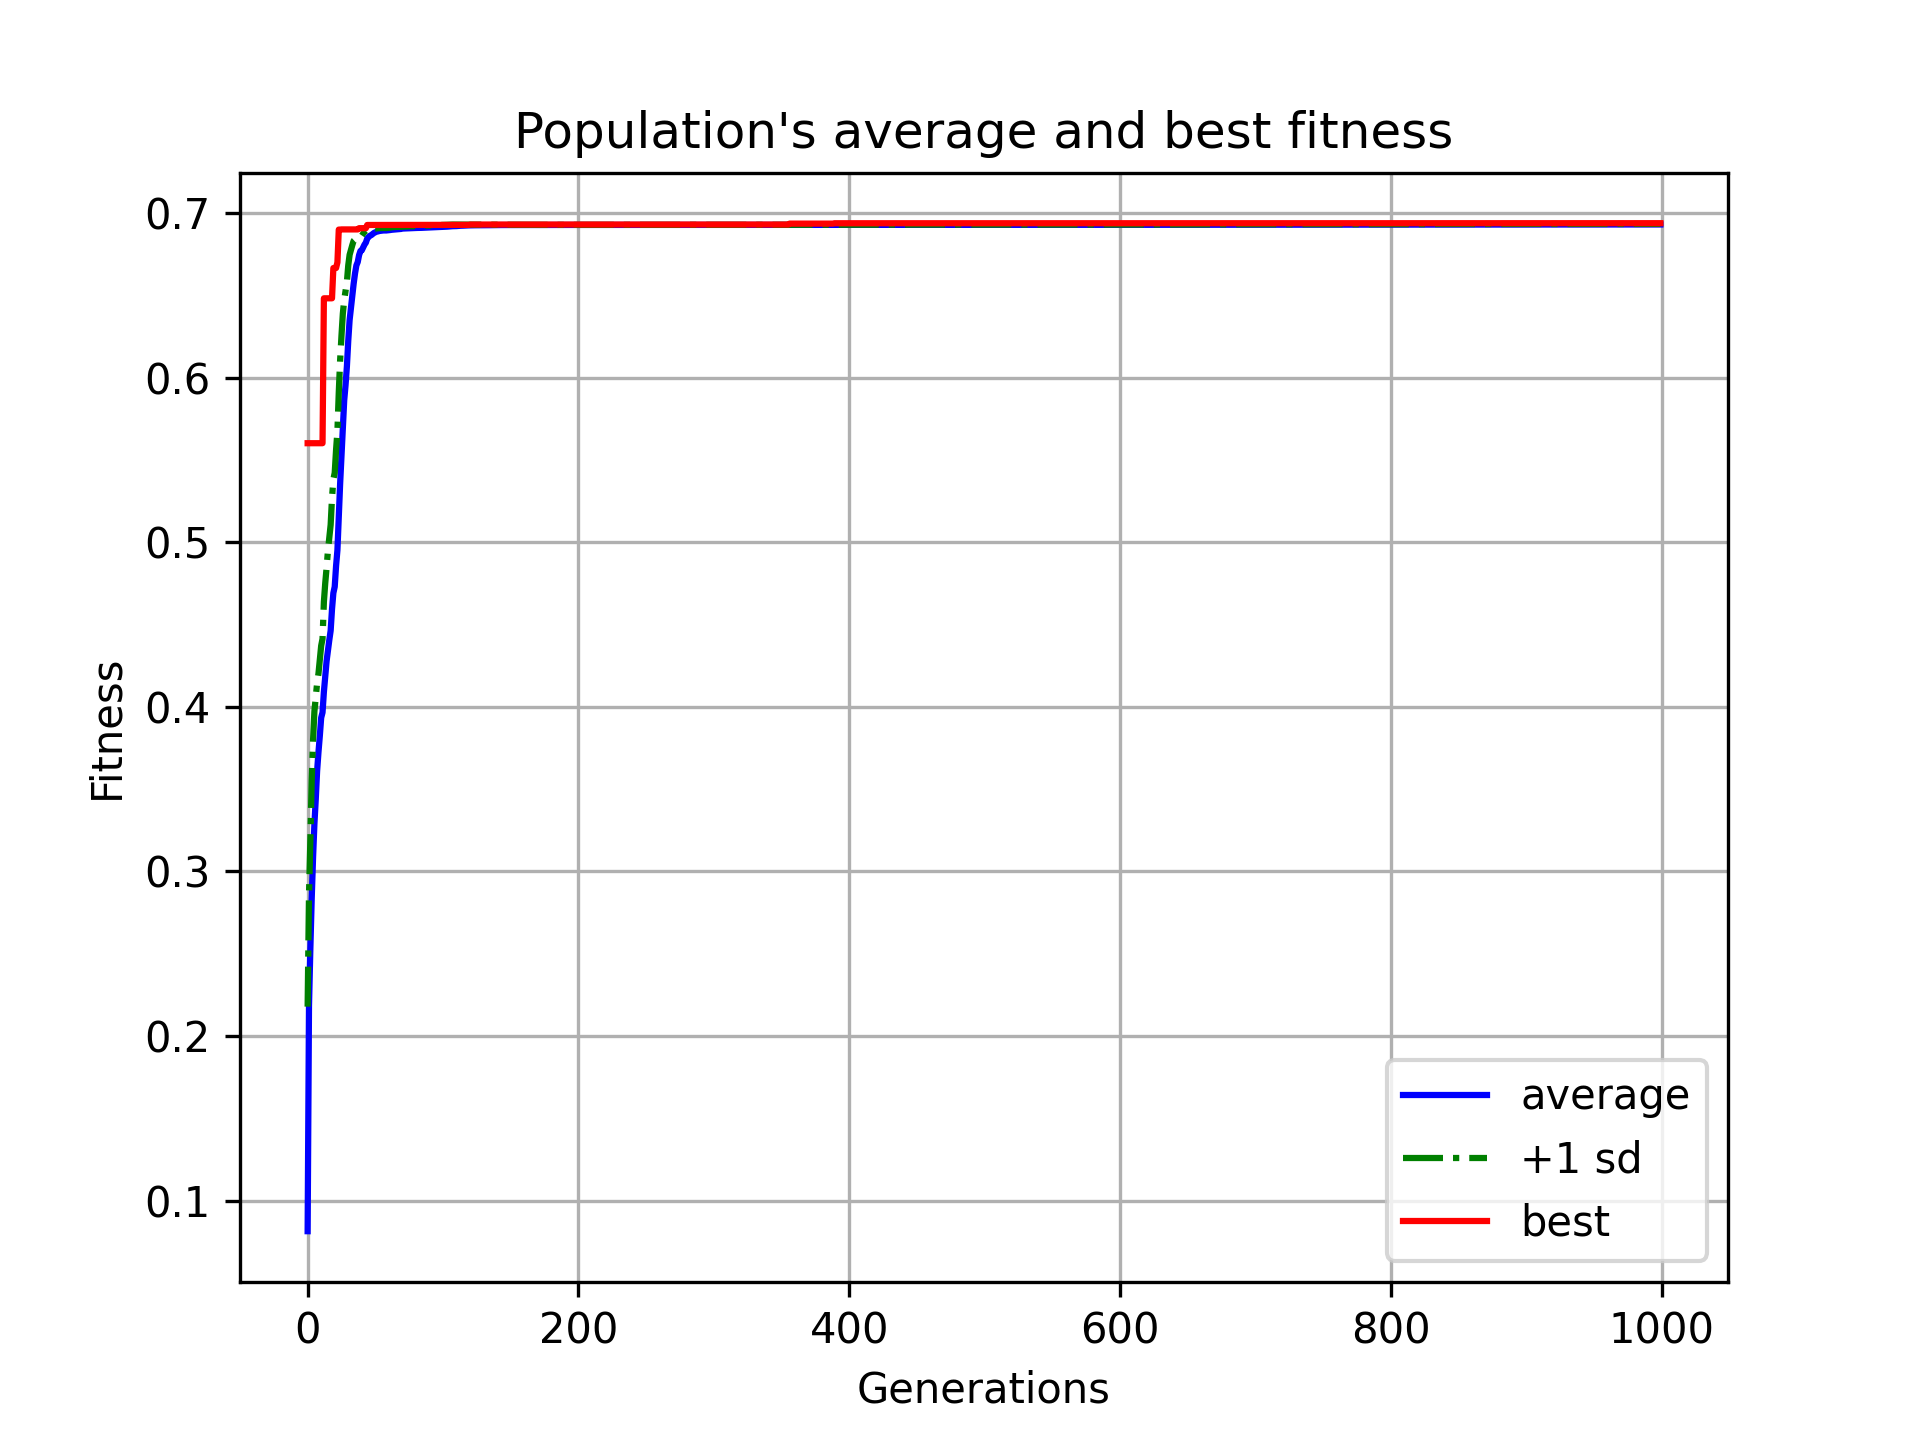 Population's average and best fitness
0.7
0.6
0.5
0.4
0.3
0.2
0.1
Fitness
average
+1 sd
best
0 200 400 600 800 1000
Generations